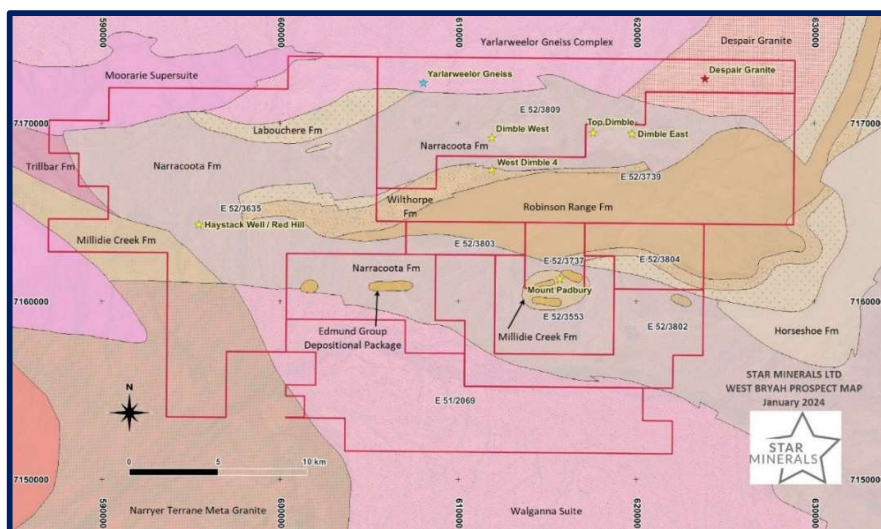 590000
600000
610000
620000
630000
Yarlarweelor Gneiss Complex
Despair Granite
Moorarie Supersuite
Yarlarweelor Gneiss
Despair Granite
E 52/3809
7170000
Labouchere Fm
Dimble West
Top Dimble
Dimble East
7170000
Narracoota Fm
Trillbar Fm
Narracoota Fm
West Dimble 4
E 52/3739
Wilthorpe
Fm
Robinson Range Fm
E 52/3635
Haystack Well / Red Hill
Millidie Creek Fm
E 52/3803
E 52/3737
E 52/3804
Narracoota Fm
Mount Padbury
7160000
7160000
E 52/3553
Edmund Group
Depositional Package
Millidie Creek Fm
E 52/3802
Horseshoe Fm
STAR MINERALS LTD
WEST BRYAH PROSPECT MAP
January 2024
N
E 51/2069
STAR
MINERALS
0
5
10 km
7150000
7150000
Narryer Terrane Meta Granite
Walganna Suite
590000
600000
610000
620000
630000